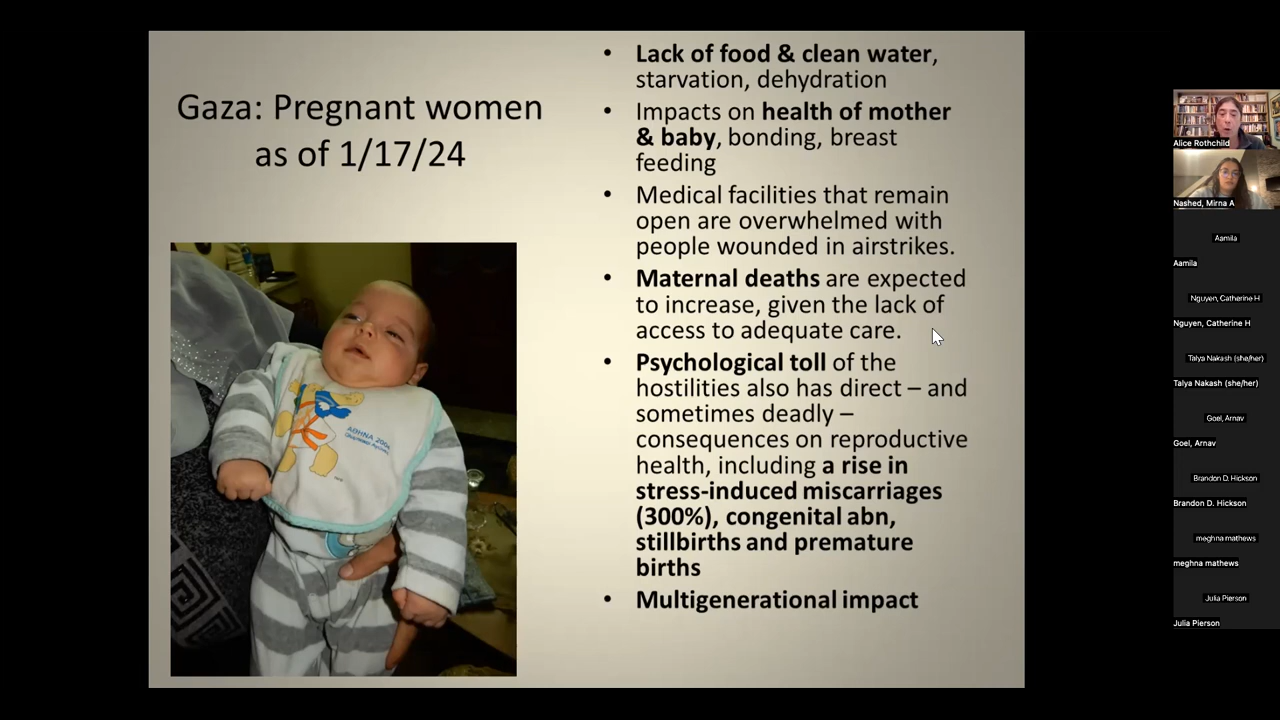 Gaza: Pregnant women
as of 1/17/24
• Lack of food & clean water,
starvation, dehydration
• Impacts on health of mother
& baby, bonding, breast
feeding
• Medical facilities that remain
open are overwhelmed with
people wounded in airstrikes.
• Maternal deaths are expected
to increase, given the lack of
access to adequate care.
• Psychological toll of the
hostilities also has direct – and
sometimes deadly –
consequences on reproductive
health, including a rise in
stress-induced miscarriages
(300%), congenital abn,
stillbirths and premature
births
• Multigenerational impact
Alice Rothchild
Nashed, Mirna A
Aamila
Aamila
Nguyen, Catherine H
Nguyen, Catherine H
Talya Nakash (she/her)
Talya Nakash (she/her)
Goel, Arnav
Goel, Arnav
Brandon D. Hickson
Brandon D. Hickson
meghna mathews
meghna mathews
Julia Pierson
Julia Pierson